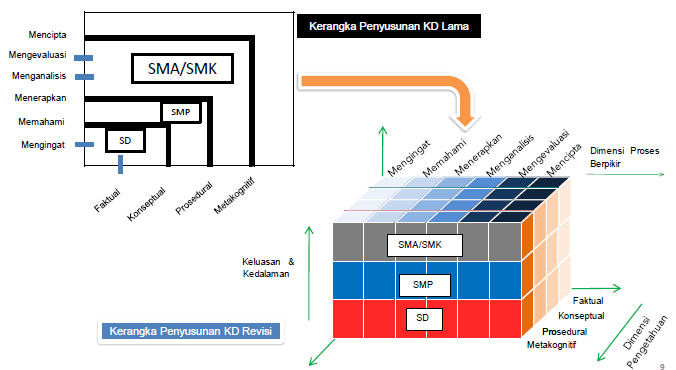 Kerangka Penyusunan KD Lama
Mencipta
Mengevaluasi
Menganalisis
Menerapkan
Memahami
Mengingat
SMA/SMK
SMP
SD
Faktual
Konseptual
Prosedural
Metakognitif
Mengingat
Memahami
Menerapkan
Menganalisis
Mengevaluasi
Mencipta
Dimensi Proses
Berpikir
Keluasan &
Kedalaman
SMA/SMK
SMP
SD
Faktual
Konseptual
Prosedural
Metakognitif
Dimensi
Pengetahuan
Kerangka Penyusunan KD Revisi
9